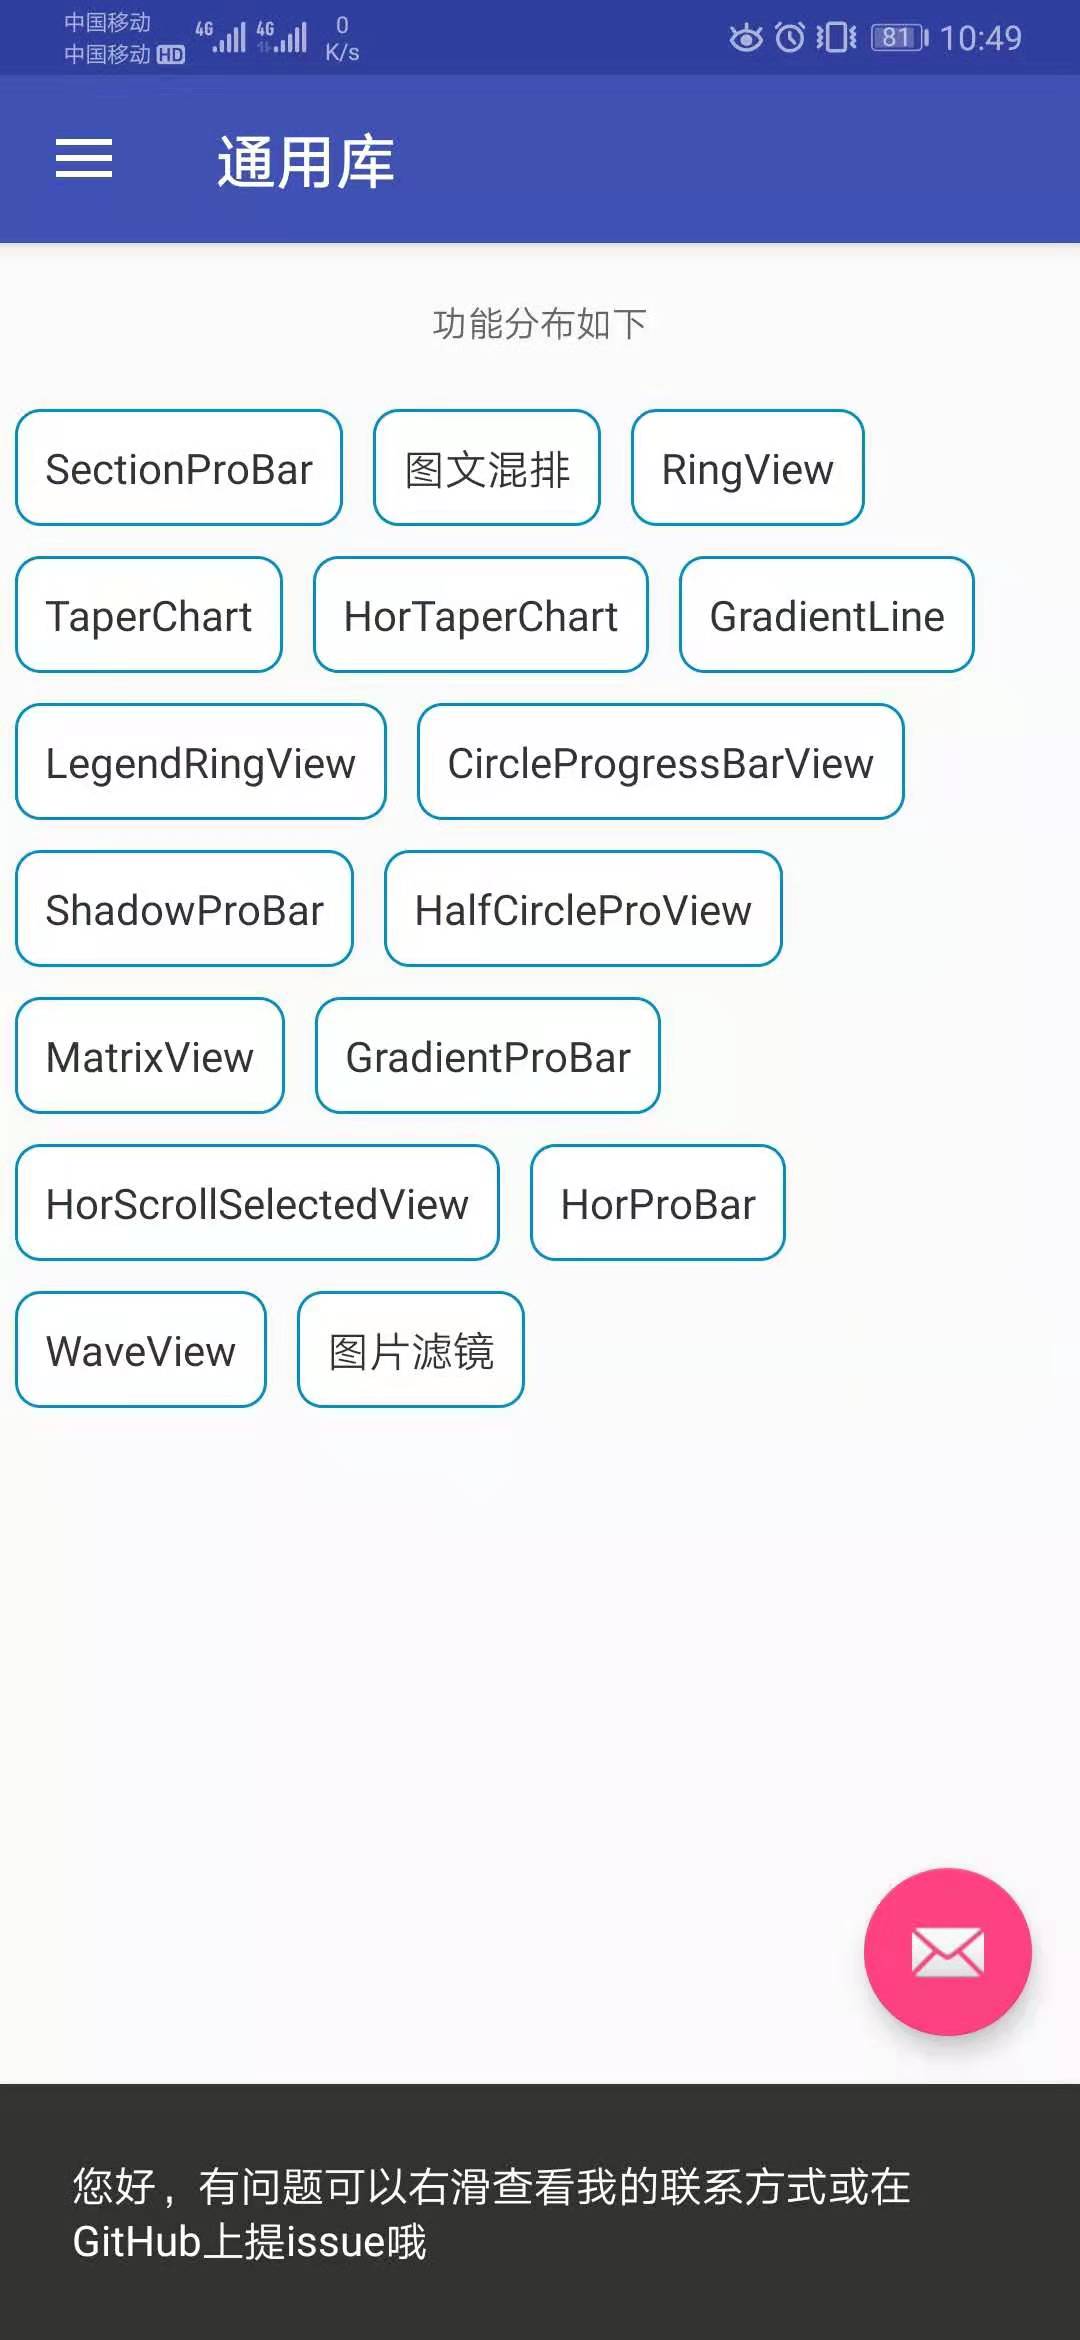 中国移动 4G 4G 0
中国移动 HD K/s 81 10:49
通用库
功能分布如下
SectionProBar 图文混排 RingView
TaperChart HorTaperChart GradientLine
LegendRingView CircleProgressBarView
ShadowProBar HalfCircleProView
MatrixView GradientProBar
HorScrollSelectedView HorProBar
WaveView 图片滤镜
您好，有问题可以右滑查看我的联系方式或在
GitHub上提issue哦